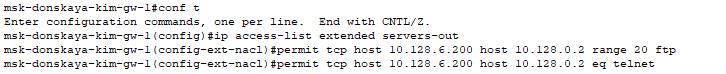 msk-donskaya-kim-gw-1#conf t
Enter configuration commands, one per line.  End with CNTL/Z.
msk-donskaya-kim-gw-1(config)#ip access-list extended servers-out
msk-donskaya-kim-gw-1(config-ext-nacl)#permit tcp host 10.128.6.200 host 10.128.0.2 range 20 ftp
msk-donskaya-kim-gw-1(config-ext-nacl)#permit tcp host 10.128.6.200 host 10.128.0.2 eq telnet